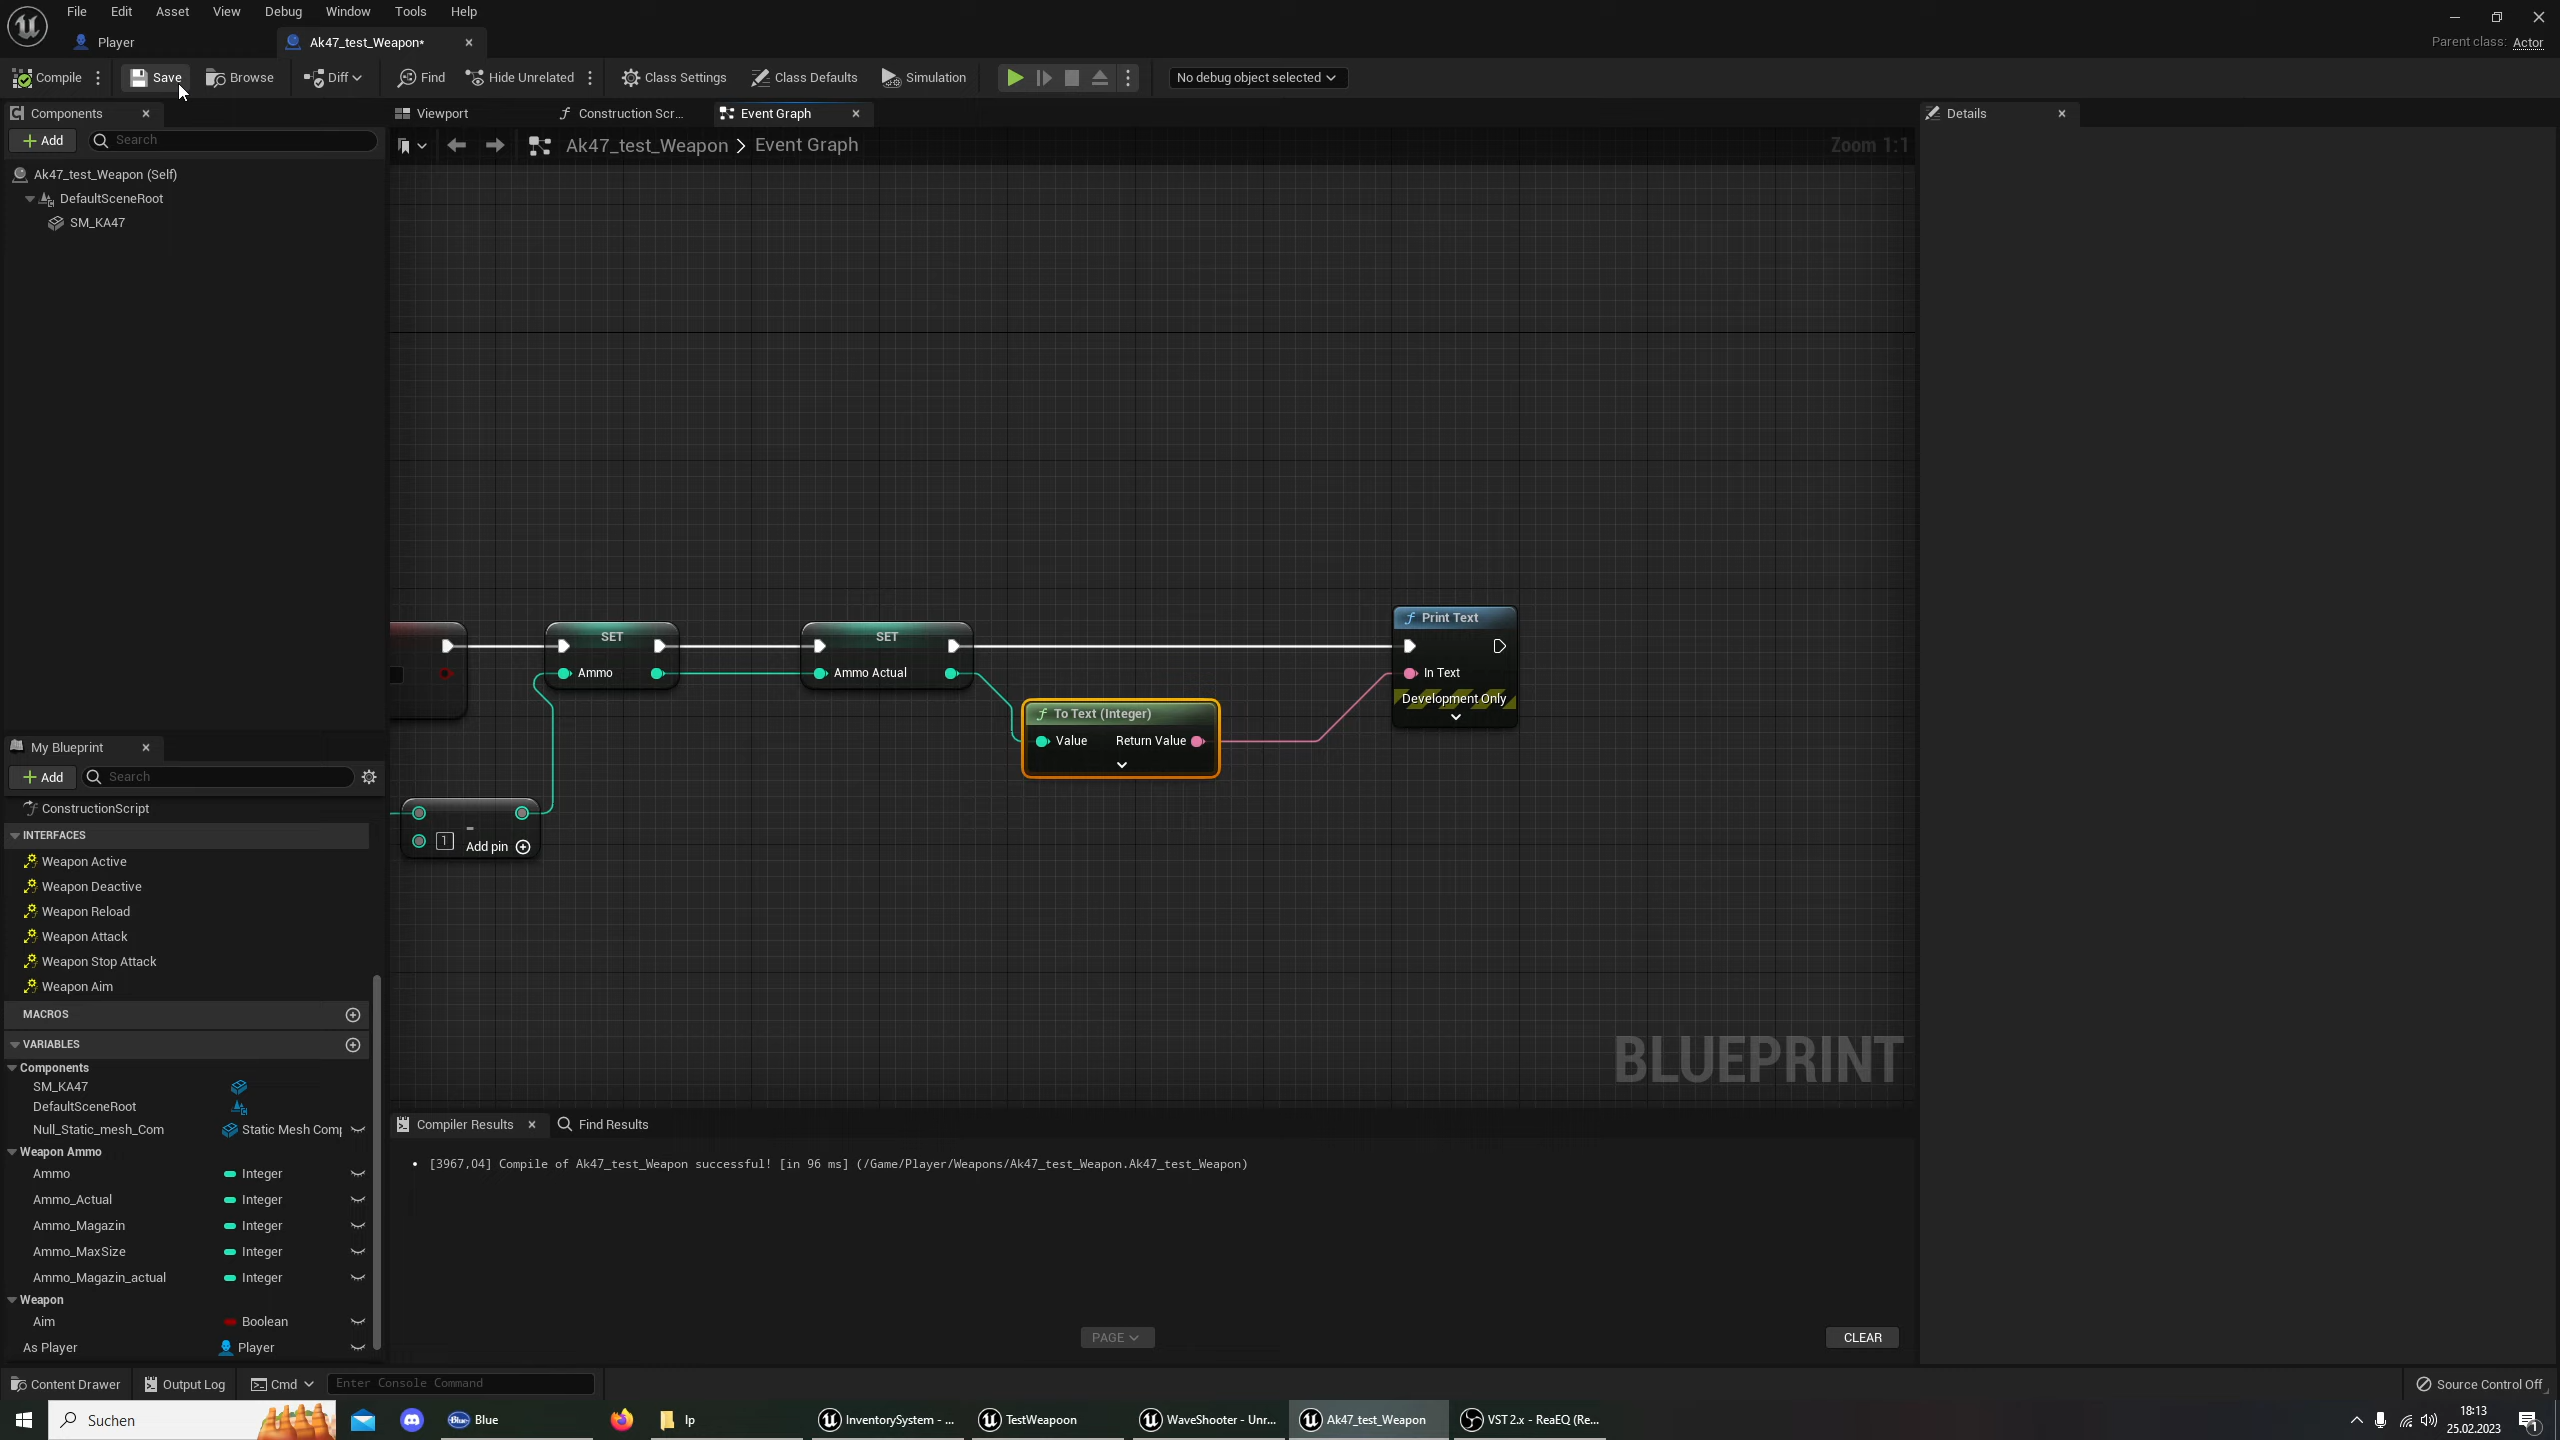 File Edit Asset View Debug Window Tools Help
Player
Ak47_test_Weapon*
Parent class: Actor
Compile
Save
Browse
Diff
Find
Hide Unrelated
Class Settings
Class Defaults
Simulation
No debug object selected
Components
Viewport
Construction Scr...
Event Graph
Details
Add
Search
Ak47_test_Weapon > Event Graph
Zoom 1:1
Ak47_test_Weapon (Self)
DefaultSceneRoot
SM_KA47
SET
Ammo
SET
Ammo Actual
Print Text
In Text
Development Only
To Text (Integer)
Value
Return Value
1
-
Add pin
BLUEPRINT
My Blueprint
Add
Search
ConstructionScript
INTERFACES
Weapon Active
Weapon Deactive
Weapon Reload
Weapon Attack
Weapon Stop Attack
Weapon Aim
MACROS
VARIABLES
Components
SM_KA47
DefaultSceneRoot
Null_Static_mesh_Com Static Mesh Comp
Weapon Ammo
Ammo Integer
Ammo_Actual Integer
Ammo_Magazin Integer
Ammo_MaxSize Integer
Ammo_Magazin_actual Integer
Weapon
Aim Boolean
As Player Player
Compiler Results
Find Results
[3967,04] Compile of Ak47_test_Weapon successful! [in 96 ms] (/Game/Player/Weapons/Ak47_test_Weapon.Ak47_test_Weapon)
PAGE
CLEAR
Content Drawer
Output Log
Cmd
Enter Console Command
Source Control Off
Suchen
Blue
Ip
InventorySystem - ...
TestWeapoon
WaveShooter - Unr...
Ak47_test_Weapon
VST 2.x - ReaEQ (Re...
18:13
25.02.2023
1